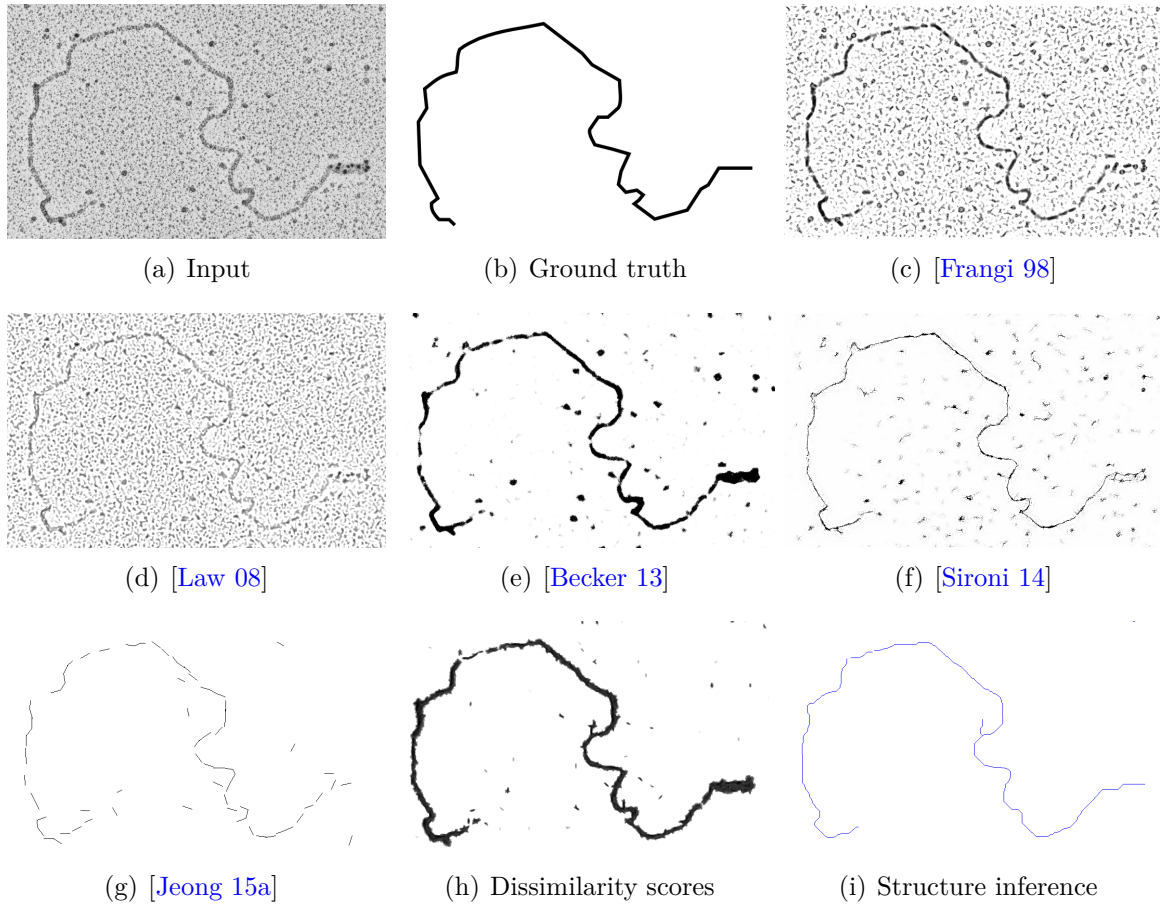 (a) Input
(b) Ground truth
(c) [Frangi 98]
(d) [Law 08]
(e) [Becker 13]
(f) [Sironi 14]
(g) [Jeong 15a]
(h) Dissimilarity scores
(i) Structure inference